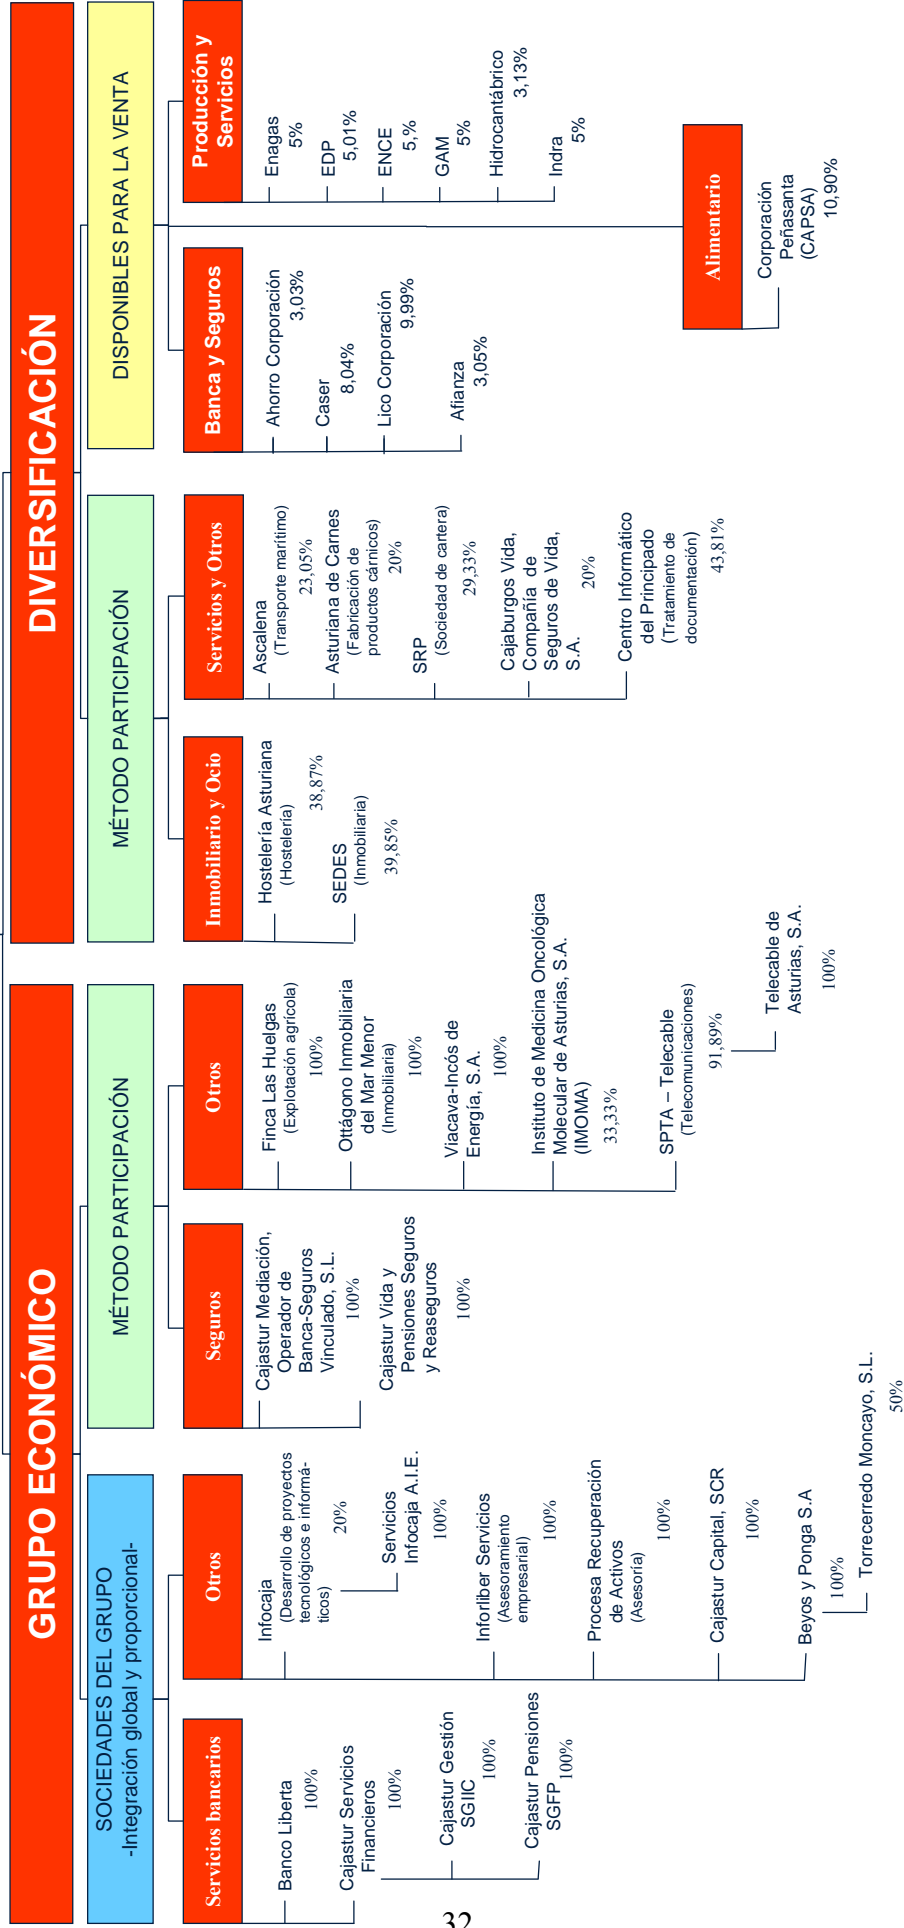 GRUPO ECONÓMICO
DIVERSIFICACIÓN
SOCIEDADES DEL GRUPO
-Integración global y proporcional-
MÉTODO PARTICIPACIÓN
MÉTODO PARTICIPACIÓN
DISPONIBLES PARA LA VENTA
Servicios bancarios
Banco Liberta
100%
Cajastur Servicios
Financieros
100%
Cajastur Gestión
SGIIC
100%
Cajastur Pensiones
SGFP
100%
Otros
Infocaja
(Desarrollo de proyectos
tecnológicos e informá-
ticos)
20%
Servicios
Infocaja A.I.E.
100%
Inforliber Servicios
(Asesoramiento
empresarial)
100%
Procesa Recuperación
de Activos
(Asesoría)
100%
Cajastur Capital, SCR
100%
Beyos y Ponga S.A
100%
Torrecerredo Moncayo, S.L.
50%
Seguros
Cajastur Mediación,
Operador de
Banca-Seguros
Vinculado, S.L.
100%
Cajastur Vida y
Pensiones Seguros
y Reaseguros
100%
Otros
Finca Las Huelgas
(Explotación agrícola)
100%
Ottágono Inmobiliaria
del Mar Menor
(Inmobiliaria)
100%
Viacava-Incós de
Energía, S.A.
100%
Instituto de Medicina Oncológica
Molecular de Asturias, S.A.
(IMOMA)
33,33%
SPTA – Telecable
(Telecomunicaciones)
91,89%
Telecable de
Asturias, S.A.
100%
Inmobiliario y Ocio
Hostelería Asturiana
(Hostelería)
38,87%
SEDES
(Inmobiliaria)
39,85%
Servicios y Otros
Ascalena
(Transporte marítimo)
23,05%
Asturiana de Carnes
(Fabricación de
productos cárnicos)
20%
SRP
(Sociedad de cartera)
29,33%
Cajaburgos Vida,
Compañía de
Seguros de Vida,
S.A.
20%
Centro Informático
del Principado
(Tratamiento de
documentación)
43,81%
Banca y Seguros
Ahorro Corporación
3,03%
Caser
8,04%
Lico Corporación
9,99%
Afianza
3,05%
Producción y
Servicios
Enagas
5%
EDP
5,01%
ENCE
5,%
GAM
5%
Hidrocantábrico
3,13%
Indra
5%
Alimentario
Corporación
Peñasanta
(CAPSA)
10,90%
32